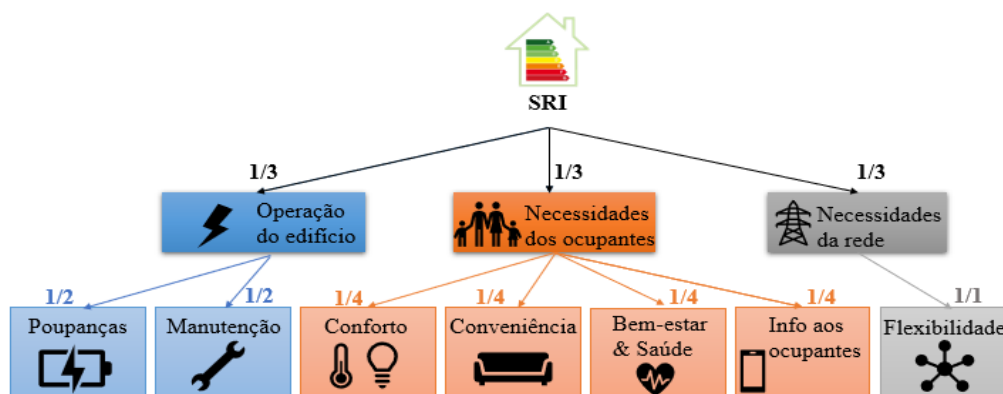 SRI
1/3
1/3
1/3
Operação
do edifício
Necessidades
dos ocupantes
Necessidades
da rede
1/2
1/2
1/4
1/4
1/4
1/4
1/1
Poupanças
Manutenção
Conforto
Conveniência
Bem-estar
& Saúde
Info aos
ocupantes
Flexibilidade